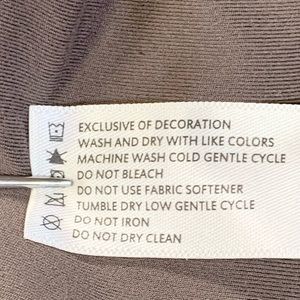 EXCLUSIVE OF DECORATION
WASH AND DRY WITH LIKE COLORS
MACHINE WASH COLD GENTLE CYCLE
DO NOT BLEACH
DO NOT USE FABRIC SOFTENER
TUMBLE DRY LOW GENTLE CYCLE
DO NOT IRON
DO NOT DRY CLEAN